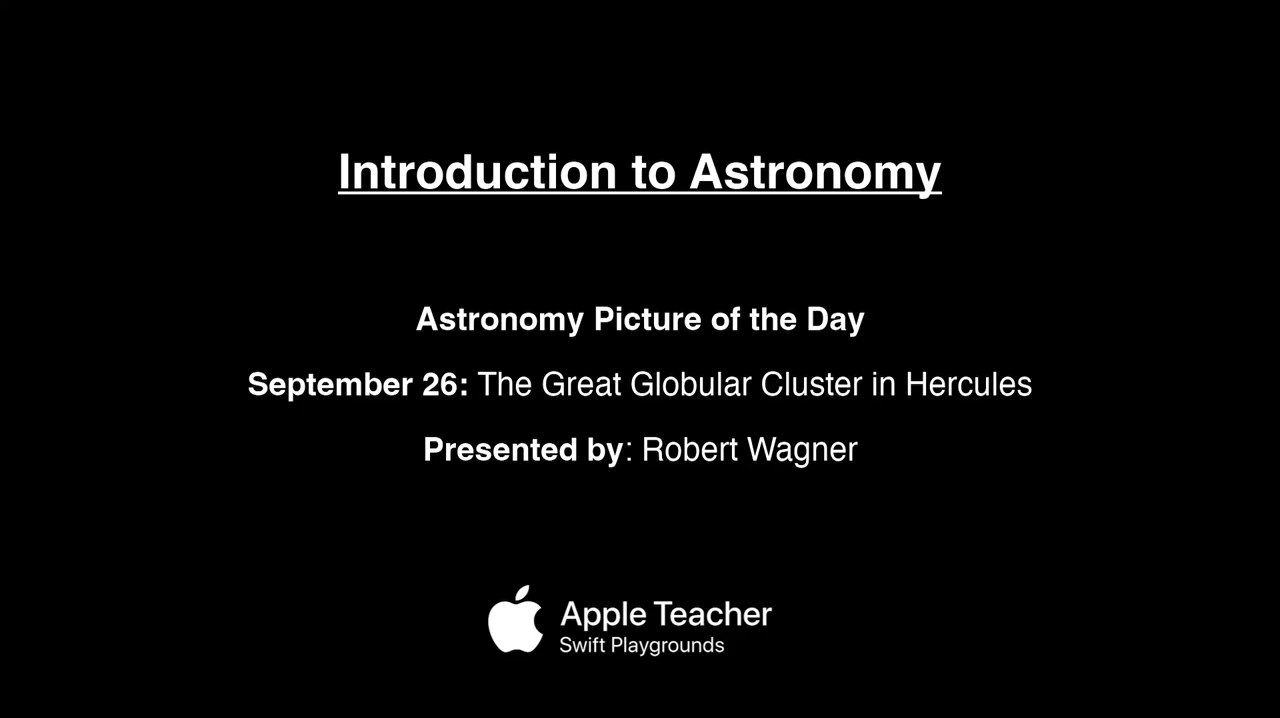 Introduction to Astronomy
Astronomy Picture of the Day
September 26: The Great Globular Cluster in Hercules
Presented by: Robert Wagner
Apple Teacher
Swift Playgrounds